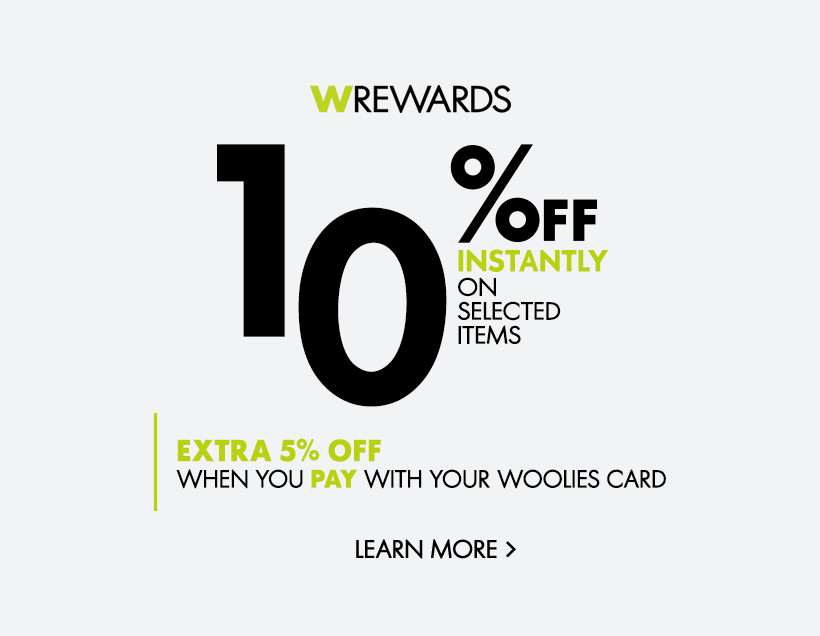 WREWARDS
10%OFF
INSTANTLY
ON
SELECTED
ITEMS
EXTRA 5% OFF
WHEN YOU PAY WITH YOUR WOOLIES CARD
LEARN MORE >